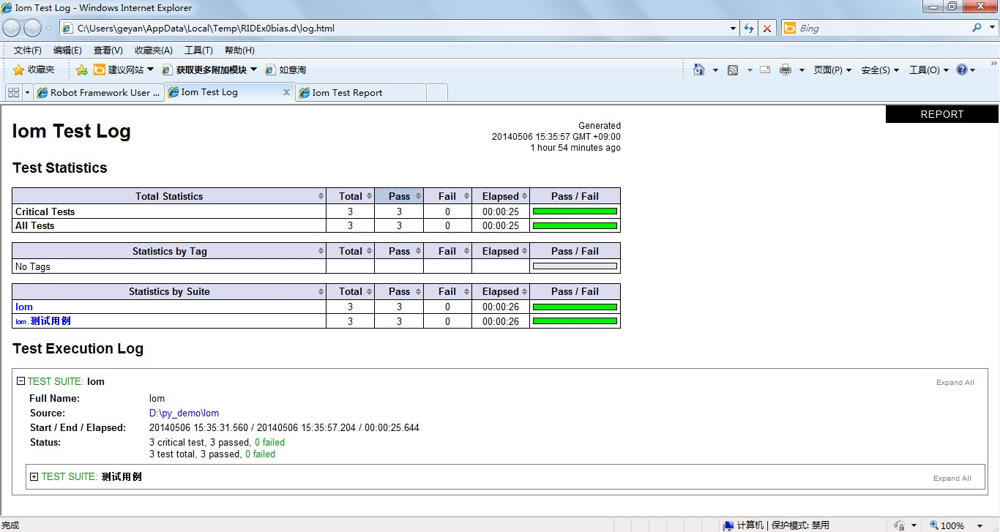 Iom Test Log - Windows Internet Explorer
C:\Users\geyan\AppData\Local\Temp\RIDEx0bias.d\log.html
Bing
文件(F) 编辑(E) 查看(V) 收藏夹(A) 工具(T) 帮助(H)
收藏夹 建议网站 获取更多附加模块 如意淘 页面(P) 安全(S) 工具(O)
Robot Framework User ... Iom Test Log Iom Test Report
REPORT
Iom Test Log
Generated
20140506 15:35:57 GMT +09:00
1 hour 54 minutes ago
Test Statistics
Total Statistics Total Pass Fail Elapsed Pass / Fail
Critical Tests 3 3 0 00:00:25
All Tests 3 3 0 00:00:25
Statistics by Tag Total Pass Fail Elapsed Pass / Fail
No Tags
Statistics by Suite Total Pass Fail Elapsed Pass / Fail
Iom 3 3 0 00:00:26
Iom . 测试用例 3 3 0 00:00:26
Test Execution Log
TEST SUITE: Iom Expand All
Full Name: Iom
Source: D:\py_demo\Iom
Start / End / Elapsed: 20140506 15:35:31.560 / 20140506 15:35:57.204 / 00:00:25.644
Status: 3 critical test, 3 passed, 0 failed
3 test total, 3 passed, 0 failed
TEST SUITE: 测试用例 Expand All
完成 计算机 | 保护模式: 禁用 100%